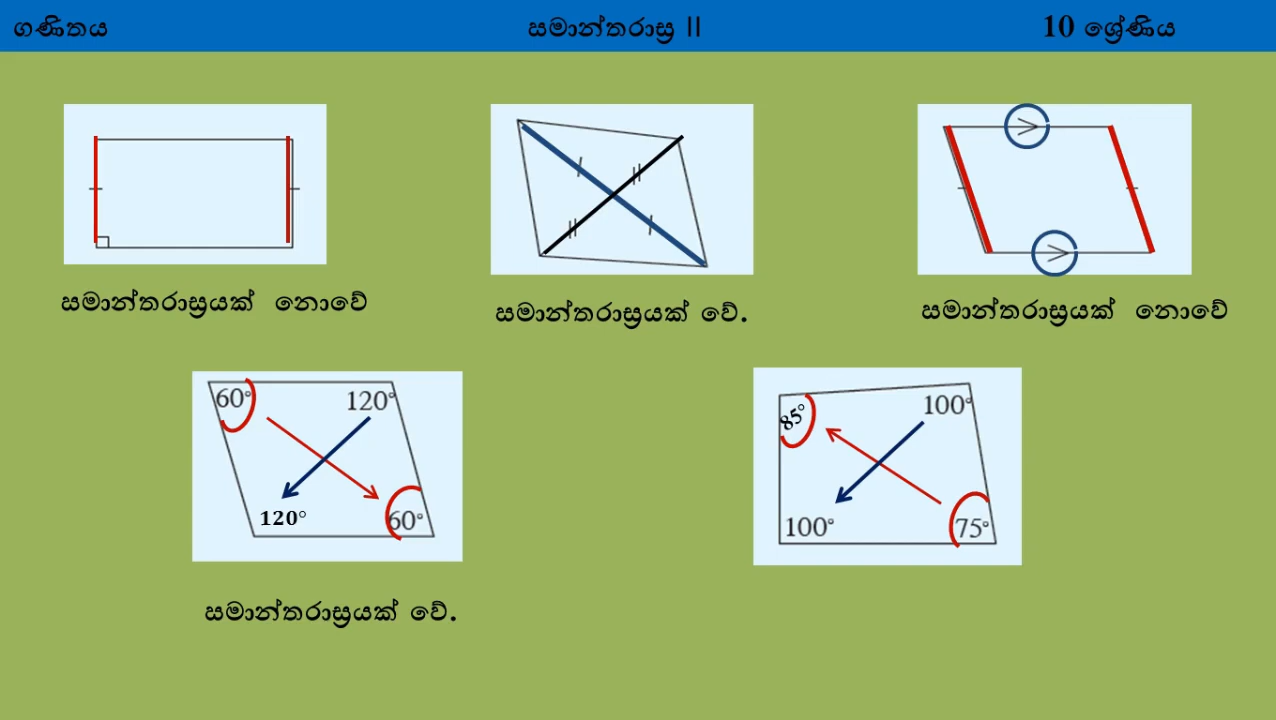 ගණිතය
සමාන්තරාස්‍ර II
10 ශ්‍රේණිය
සමාන්තරාස්‍රයක් නොවේ
සමාන්තරාස්‍රයක් වේ.
සමාන්තරාස්‍රයක් නොවේ
60° 120°
120° 60°
85° 100°
100° 75°
සමාන්තරාස්‍රයක් වේ.